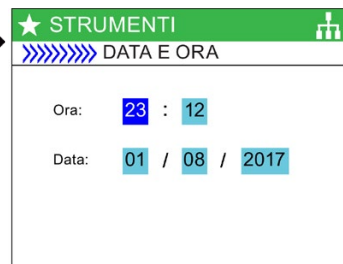 STRUMENTI
DATA E ORA
Ora: 23 : 12
Data: 01 / 08 / 2017